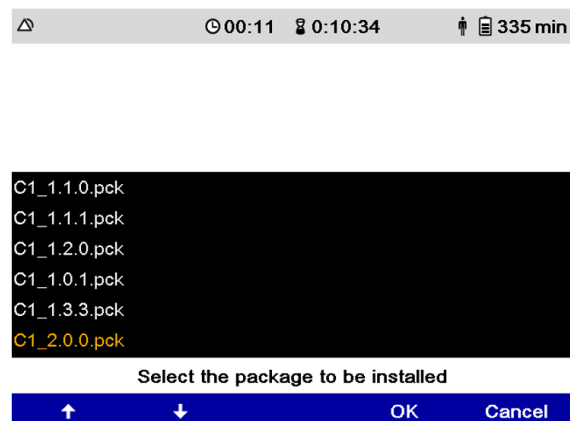 00:11 0:10:34 335 min
C1_1.1.0.pck
C1_1.1.1.pck
C1_1.2.0.pck
C1_1.0.1.pck
C1_1.3.3.pck
C1_2.0.0.pck
Select the package to be installed
OK Cancel